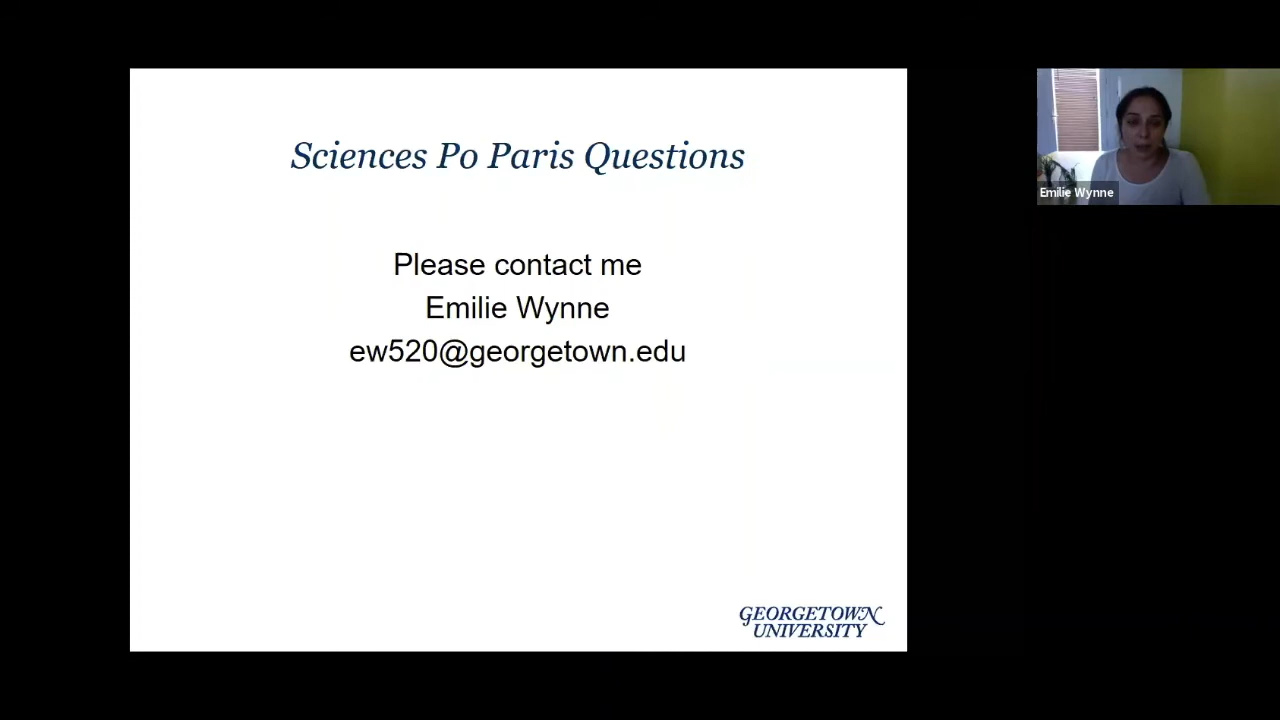 Sciences Po Paris Questions
Please contact me
Emilie Wynne
ew520@georgetown.edu
GEORGETOWN
UNIVERSITY
Emilie Wynne